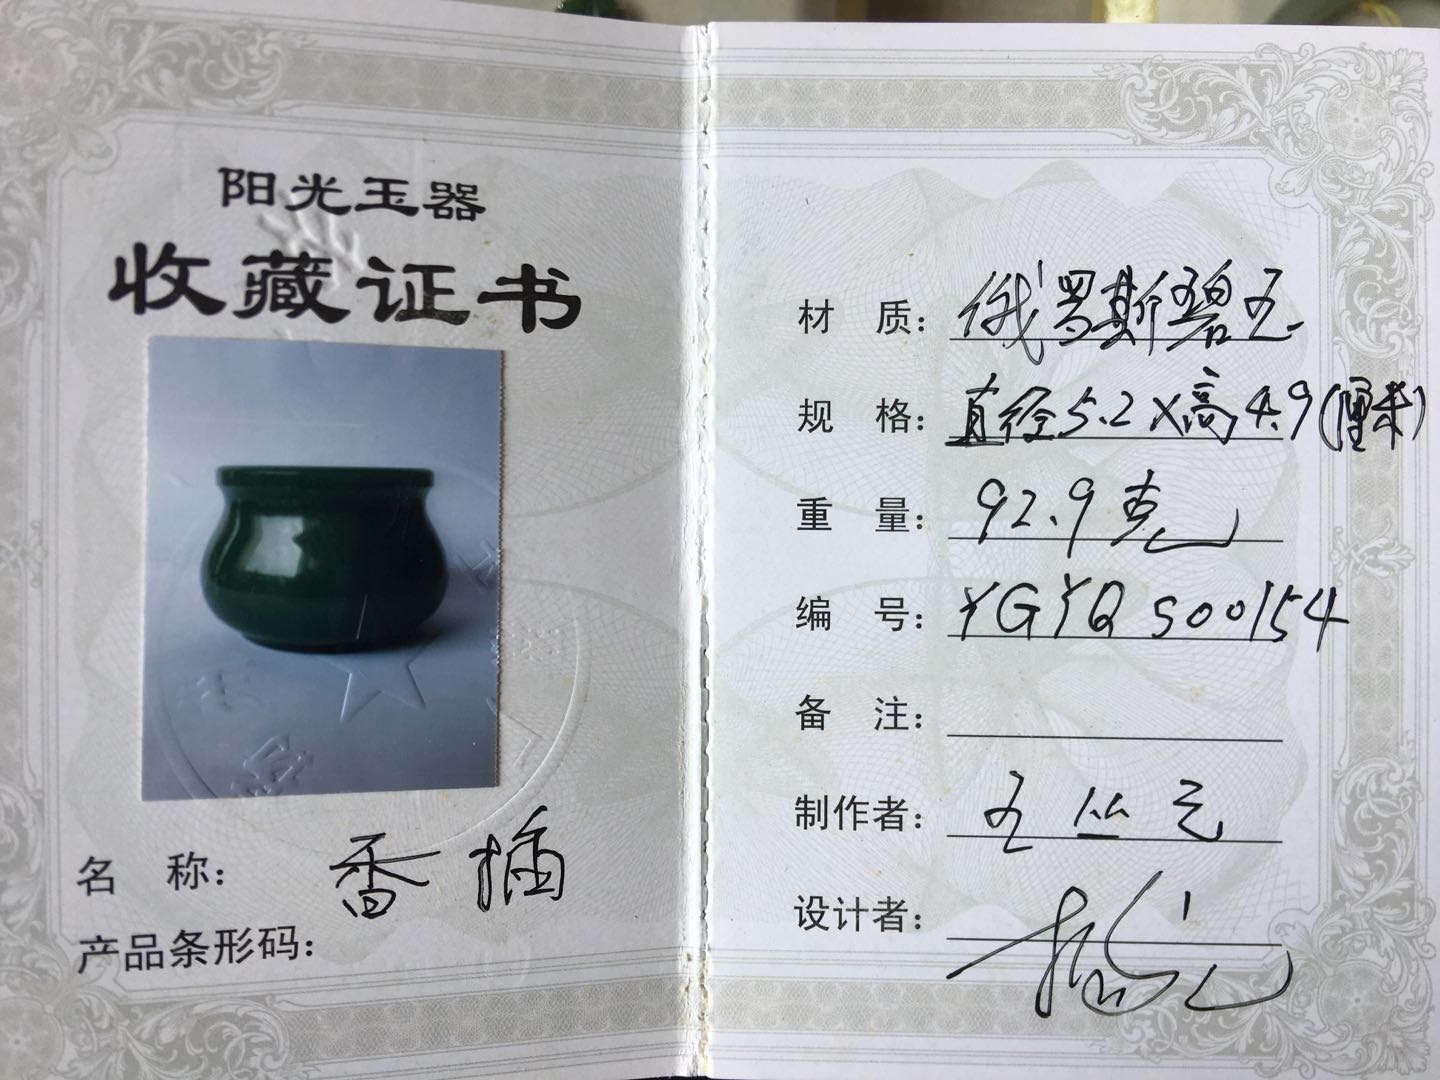 阳光玉器
收藏证书
名 称：香插
产品条形码：
材 质：俄罗斯碧玉
规 格：直径5.2X高4.9(厘米)
重 量：92.9克
编 号：YGYQS00154
备 注：
制作者：
设计者：